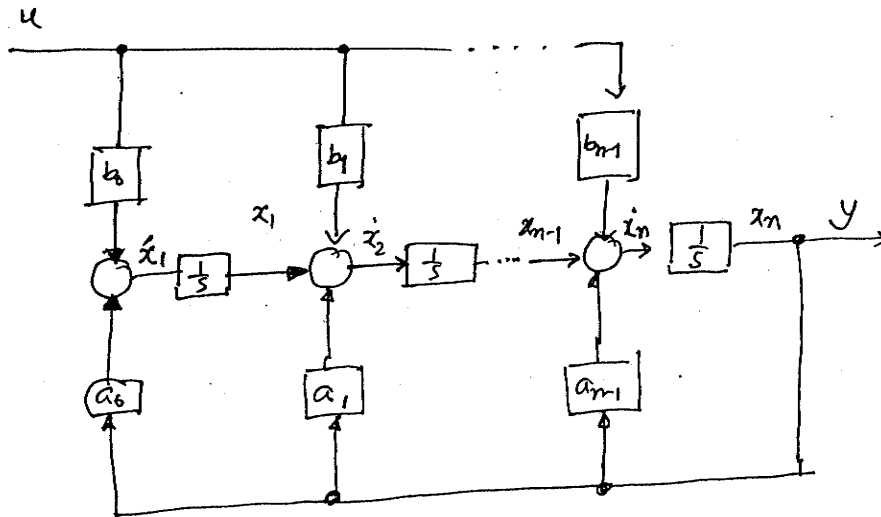 u
b₀ b₁ bₙ₋₁
ẋ₁ x₁ ẋ₂ xₙ₋₁ ẋₙ xₙ y
1/s 1/s ... 1/s
a₀ a₁ aₙ₋₁